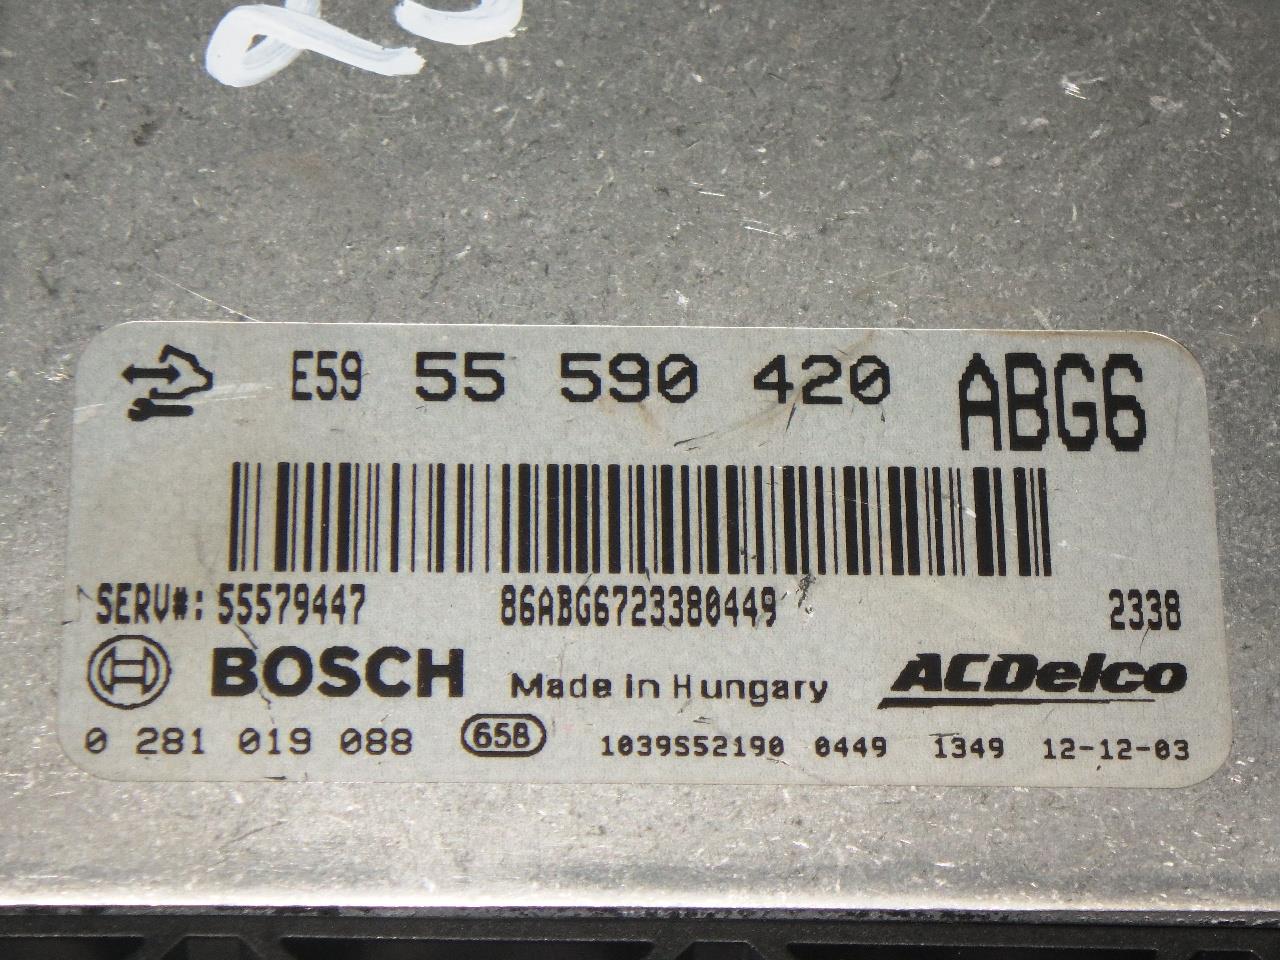 E59 55 590 420 ABG6
SERV#: 55579447 86ABG6723380449 2338
BOSCH Made in Hungary ACDelco
0 281 019 088 65B 1039S52190 0449 1349 12-12-03